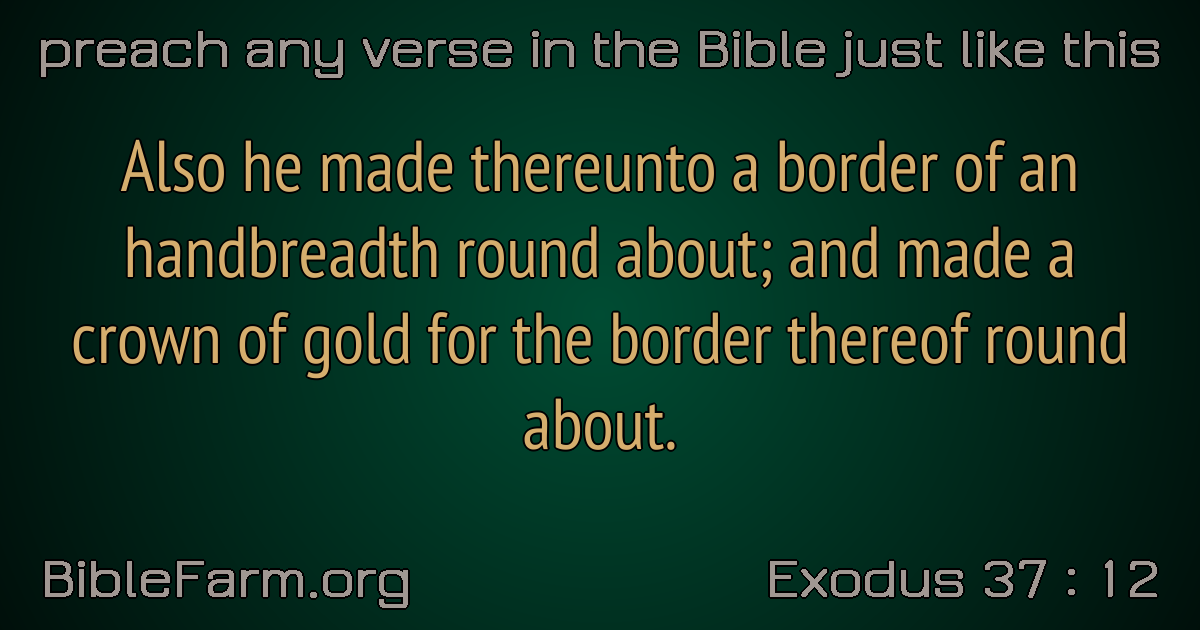 preach any verse in the Bible just like this
Also he made thereunto a border of an
handbreadth round about; and made a
crown of gold for the border thereof round
about.
BibleFarm.org
Exodus 37 : 12